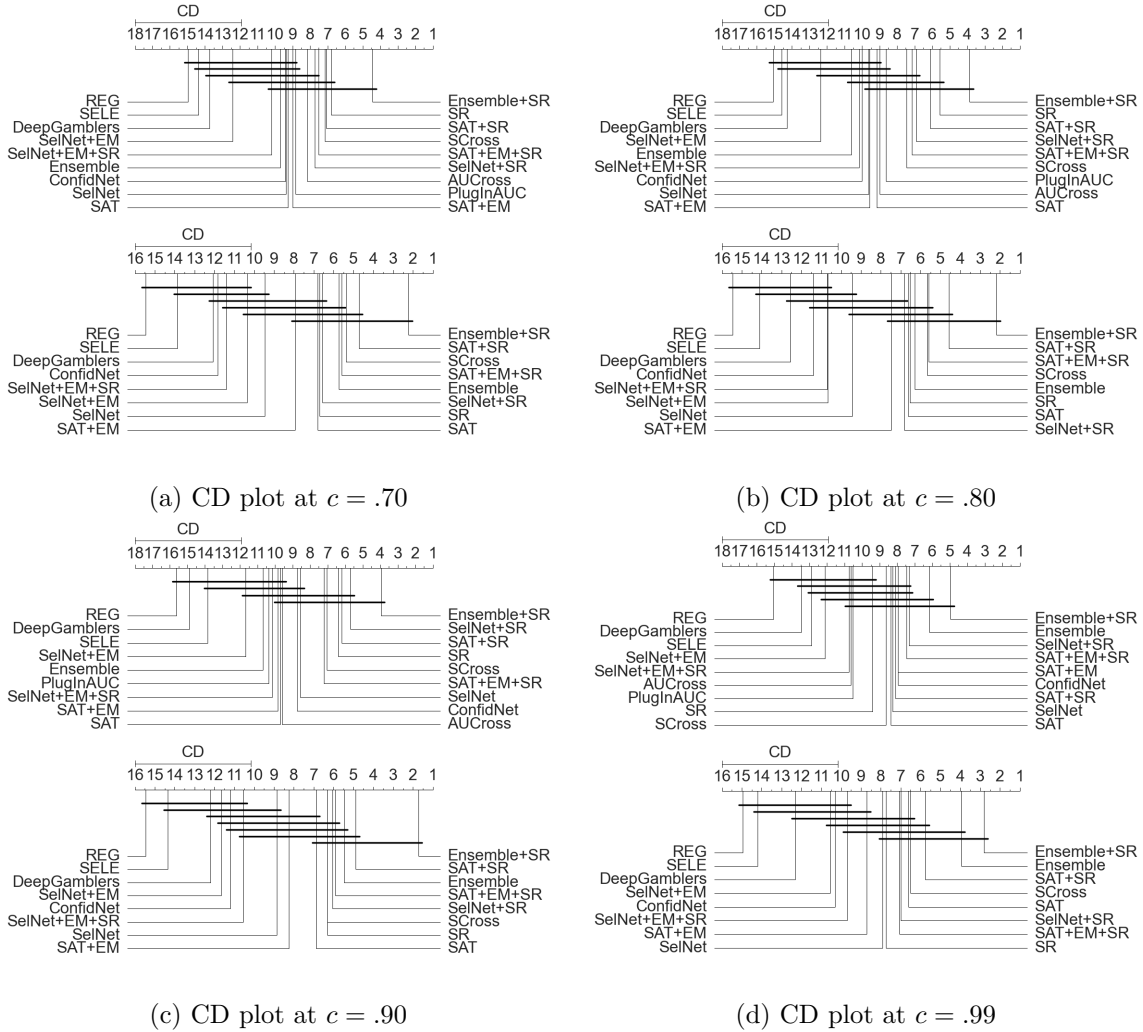 CD
18 17 16 15 14 13 12 11 10 9 8 7 6 5 4 3 2 1
REG Ensemble+SR
SELE SR
DeepGamblers SAT+SR
SelNet+EM SCross
SelNet+EM+SR SAT+EM+SR
Ensemble SelNet+SR
ConfidNet AUCross
SelNet PlugInAUC
SAT SAT+EM
CD
16 15 14 13 12 11 10 9 8 7 6 5 4 3 2 1
REG Ensemble+SR
SELE SAT+SR
DeepGamblers SCross
ConfidNet SAT+EM+SR
SelNet+EM+SR Ensemble
SelNet+EM SelNet+SR
SelNet SR
SAT+EM SAT
(a) CD plot at c = .70
CD
18 17 16 15 14 13 12 11 10 9 8 7 6 5 4 3 2 1
REG Ensemble+SR
SELE SR
DeepGamblers SAT+SR
SelNet+EM SelNet+SR
Ensemble SAT+EM+SR
SelNet+EM+SR SCross
ConfidNet PlugInAUC
SelNet AUCross
SAT+EM SAT
CD
16 15 14 13 12 11 10 9 8 7 6 5 4 3 2 1
REG Ensemble+SR
SELE SAT+SR
DeepGamblers SAT+EM+SR
ConfidNet SCross
SelNet+EM+SR Ensemble
SelNet+EM SR
SelNet SAT
SAT+EM SelNet+SR
(b) CD plot at c = .80
CD
18 17 16 15 14 13 12 11 10 9 8 7 6 5 4 3 2 1
REG Ensemble+SR
DeepGamblers SelNet+SR
SELE SAT+SR
SelNet+EM SR
Ensemble SCross
PlugInAUC SAT+EM+SR
SelNet+EM+SR SelNet
SAT+EM ConfidNet
SAT AUCross
CD
16 15 14 13 12 11 10 9 8 7 6 5 4 3 2 1
REG Ensemble+SR
SELE SAT+SR
DeepGamblers Ensemble
SelNet+EM SAT+EM+SR
ConfidNet SelNet+SR
SelNet+EM+SR SCross
SelNet SR
SAT+EM SAT
(c) CD plot at c = .90
CD
18 17 16 15 14 13 12 11 10 9 8 7 6 5 4 3 2 1
REG Ensemble+SR
DeepGamblers Ensemble
SELE SelNet+SR
SelNet+EM SAT+EM+SR
SelNet+EM+SR SAT+EM
AUCross ConfidNet
PlugInAUC SAT+SR
SR SelNet
SCross SAT
CD
16 15 14 13 12 11 10 9 8 7 6 5 4 3 2 1
REG Ensemble+SR
SELE Ensemble
DeepGamblers SAT+SR
SelNet+EM SCross
ConfidNet SAT
SelNet+EM+SR SelNet+SR
SAT+EM SAT+EM+SR
SelNet SR
(d) CD plot at c = .99